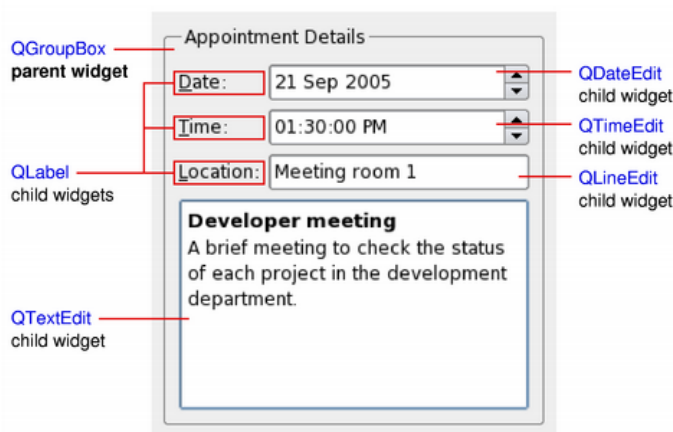 Appointment Details
QGroupBox
parent widget
Date:
21 Sep 2005
QDateEdit
child widget
Time:
01:30:00 PM
QTimeEdit
child widget
QLabel
child widgets
Location:
Meeting room 1
QLineEdit
child widget
Developer meeting
A brief meeting to check the status
of each project in the development
department.
QTextEdit
child widget